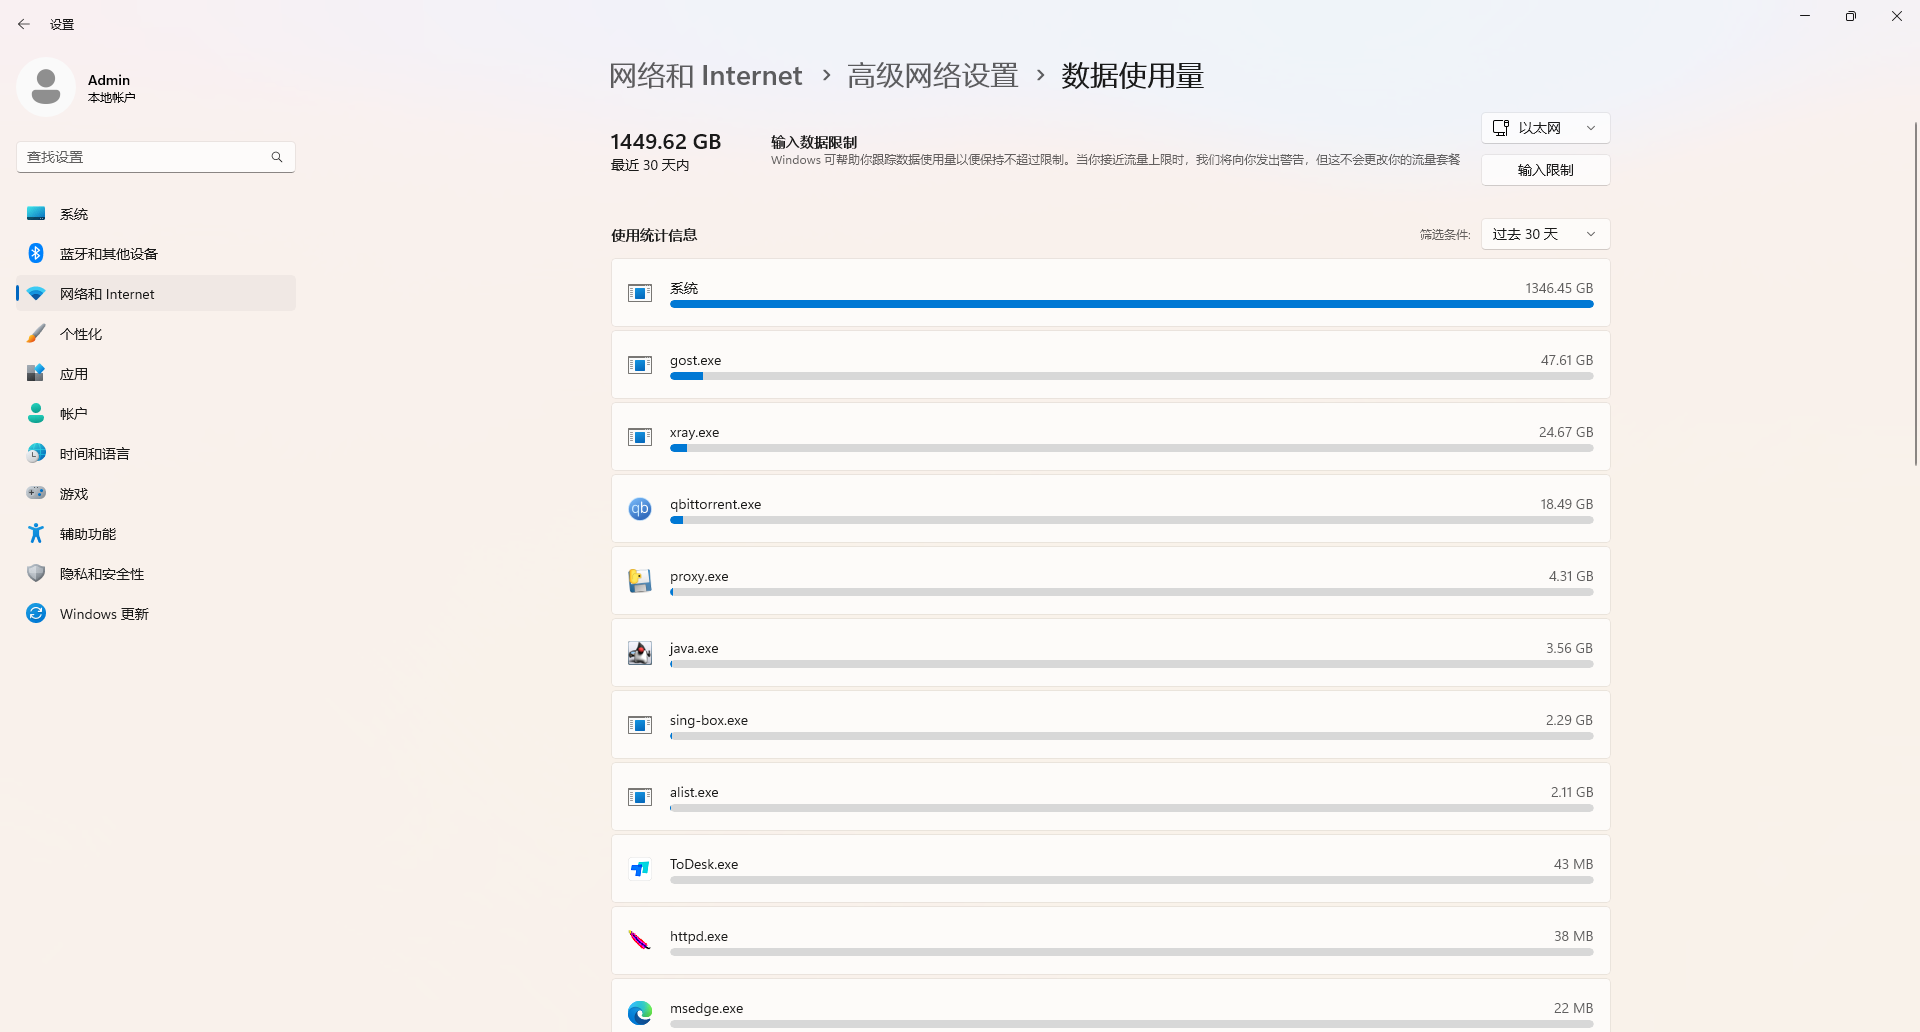 设置
Admin
本地帐户
查找设置
系统
蓝牙和其他设备
网络和 Internet
个性化
应用
帐户
时间和语言
游戏
辅助功能
隐私和安全性
Windows 更新
网络和 Internet › 高级网络设置 › 数据使用量
1449.62 GB
最近 30 天内
输入数据限制
Windows 可帮助你跟踪数据使用量以便保持不超过限制。当你接近流量上限时，我们将向你发出警告，但这不会更改你的流量套餐
以太网
输入限制
使用统计信息
筛选条件:
过去 30 天
系统 1346.45 GB
gost.exe 47.61 GB
xray.exe 24.67 GB
qb
qbittorrent.exe 18.49 GB
proxy.exe 4.31 GB
java.exe 3.56 GB
sing-box.exe 2.29 GB
alist.exe 2.11 GB
ToDesk.exe 43 MB
httpd.exe 38 MB
msedge.exe 22 MB